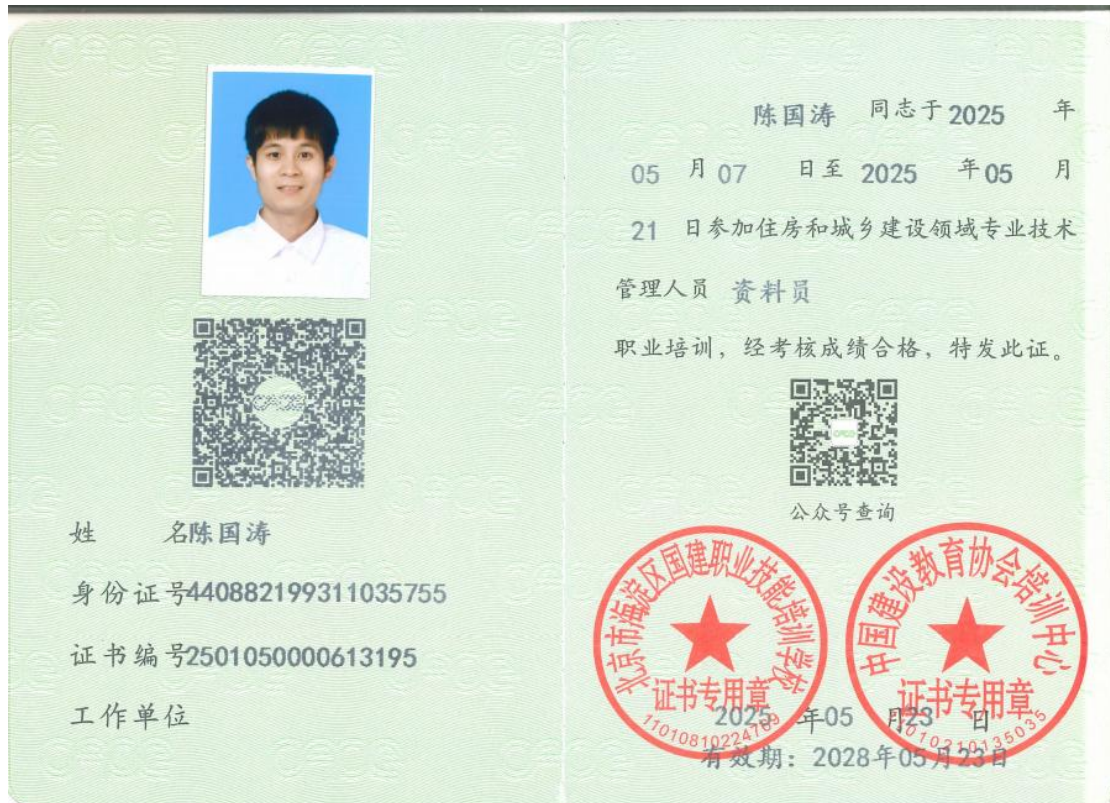 姓 名陈国涛
身份证号440882199311035755
证书编号2501050000613195
工作单位
陈国涛 同志于 2025 年
05 月 07 日至 2025 年 05 月
21 日参加住房和城乡建设领域专业技术
管理人员 资料员
职业培训，经考核成绩合格，特发此证。
公众号查询
北京市海淀区国建职业技能培训学校
证书专用章
11010810224769
中国建设教育协会培训中心
证书专用章
2025 年05 月23 日
有效期：2028年05月23日